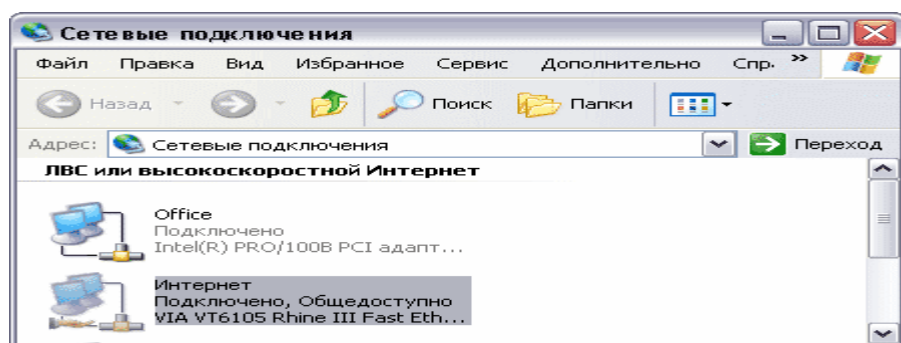 Сетевые подключения
Файл Правка Вид Избранное Сервис Дополнительно Спр. »
Назад Поиск Папки
Адрес: Сетевые подключения Переход
ЛВС или высокоскоростной Интернет
Office
Подключено
Intel(R) PRO/100B PCI адапт...
Интернет
Подключено, Общедоступно
VIA VT6105 Rhine III Fast Eth...